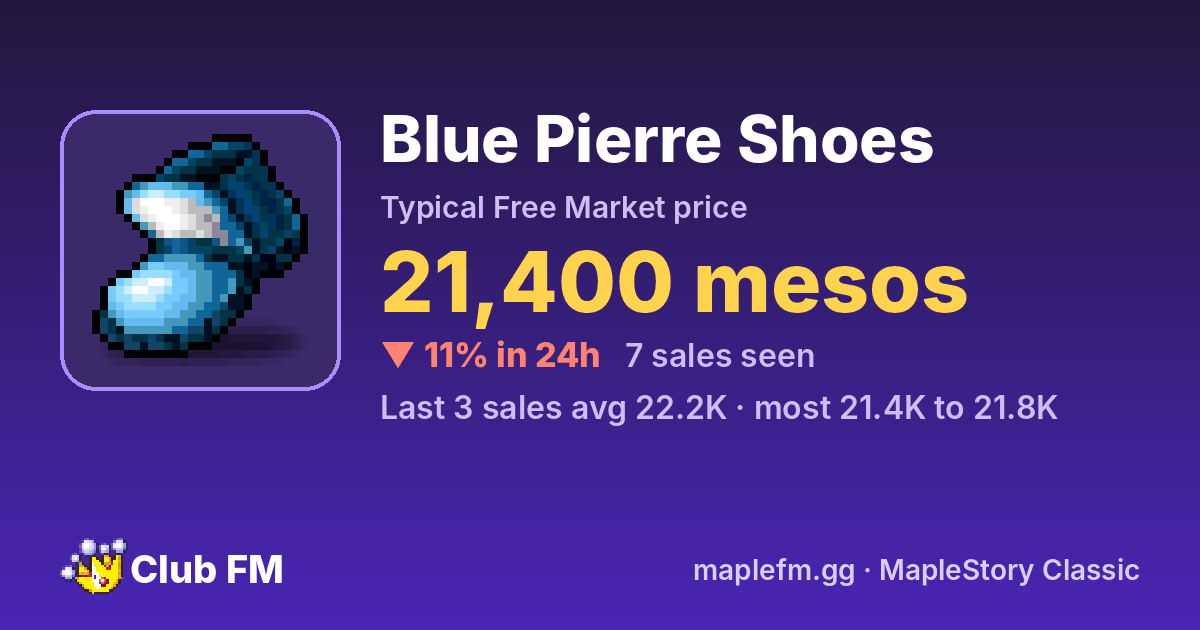 Blue Pierre Shoes
Typical Free Market price
21,400 mesos
▼ 11% in 24h 7 sales seen
Last 3 sales avg 22.2K · most 21.4K to 21.8K
Club FM
maplefm.gg · MapleStory Classic